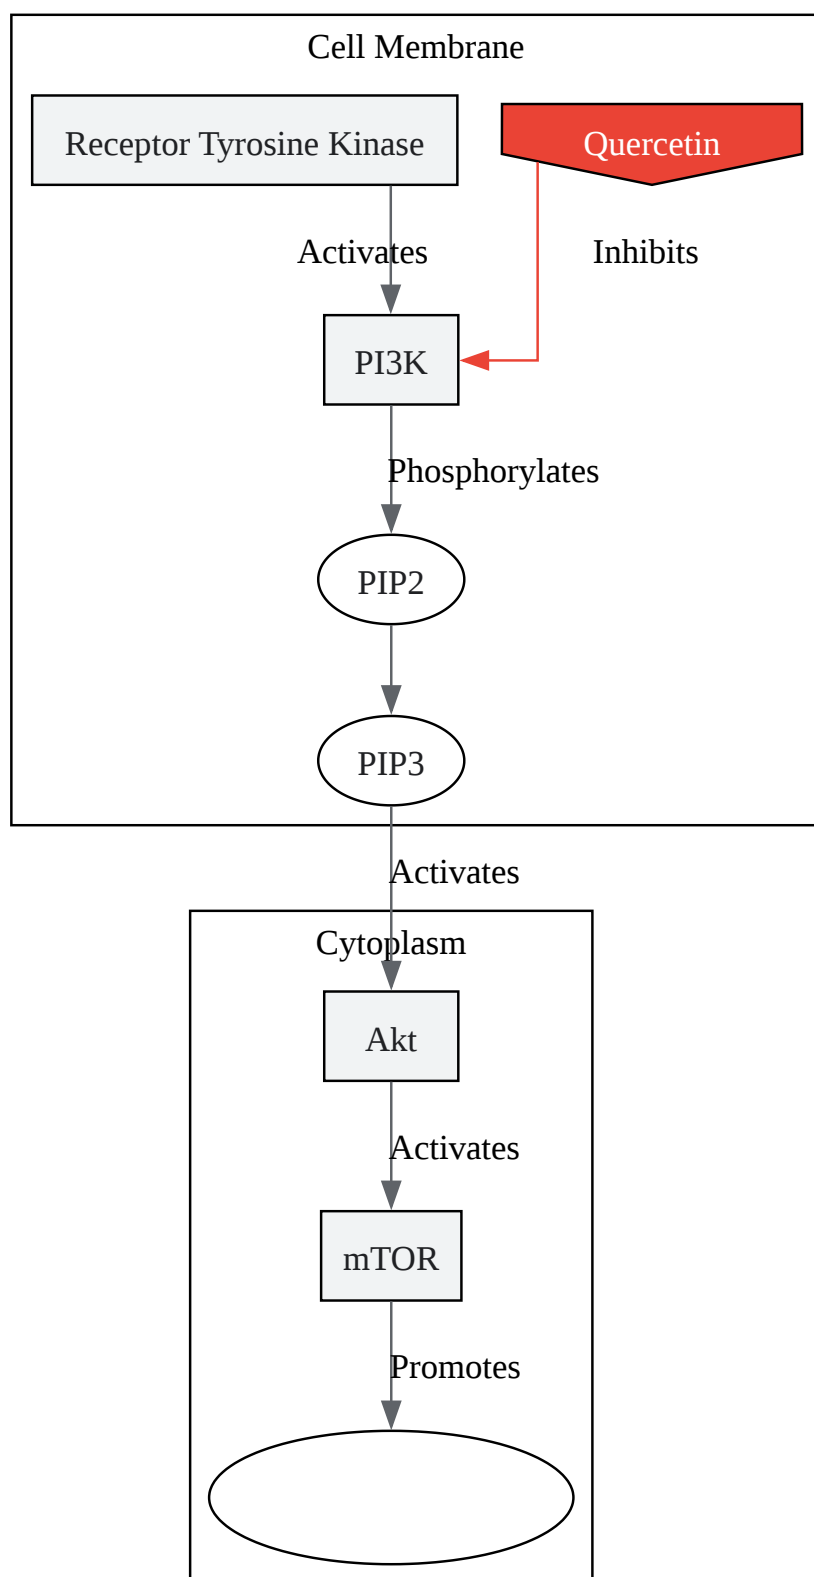 Cell Membrane
Receptor Tyrosine Kinase
Quercetin
Activates
Inhibits
PI3K
Phosphorylates
PIP2
PIP3
Activates
Cytoplasm
Akt
Activates
mTOR
Promotes